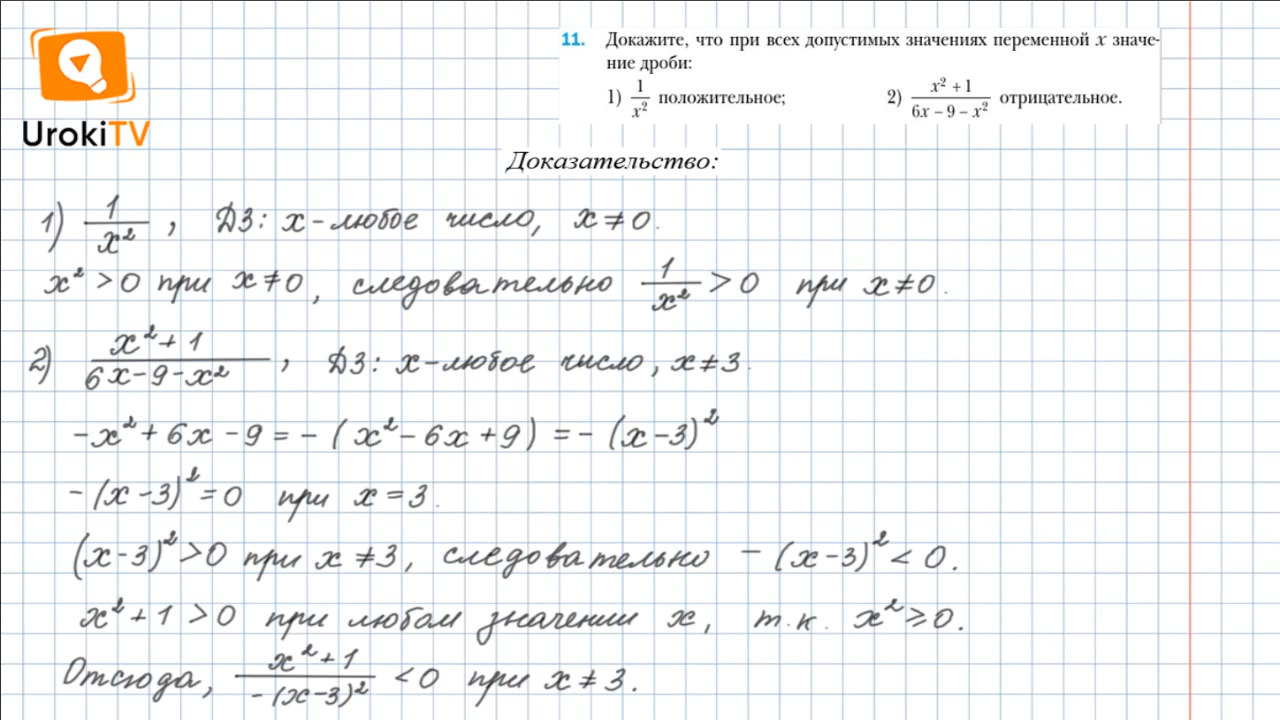 UrokiTV
11. Докажите, что при всех допустимых значениях переменной x значе-
ние дроби:
1) 1/x² положительное; 2) (x² + 1)/(6x – 9 – x²) отрицательное.
Доказательство:
1) 1/x², ДЗ: x – любое число, x ≠ 0.
x² > 0 при x ≠ 0, следовательно 1/x² > 0 при x ≠ 0.
2) (x² + 1)/(6x – 9 – x²), ДЗ: x – любое число, x ≠ 3.
–x² + 6x – 9 = – (x² – 6x + 9) = – (x – 3)²
– (x – 3)² = 0 при x = 3.
(x – 3)² > 0 при x ≠ 3, следовательно – (x – 3)² < 0.
x² + 1 > 0 при любом значении x, т.к. x² ≥ 0.
Отсюда, (x² + 1)/(– (x – 3)²) < 0 при x ≠ 3.